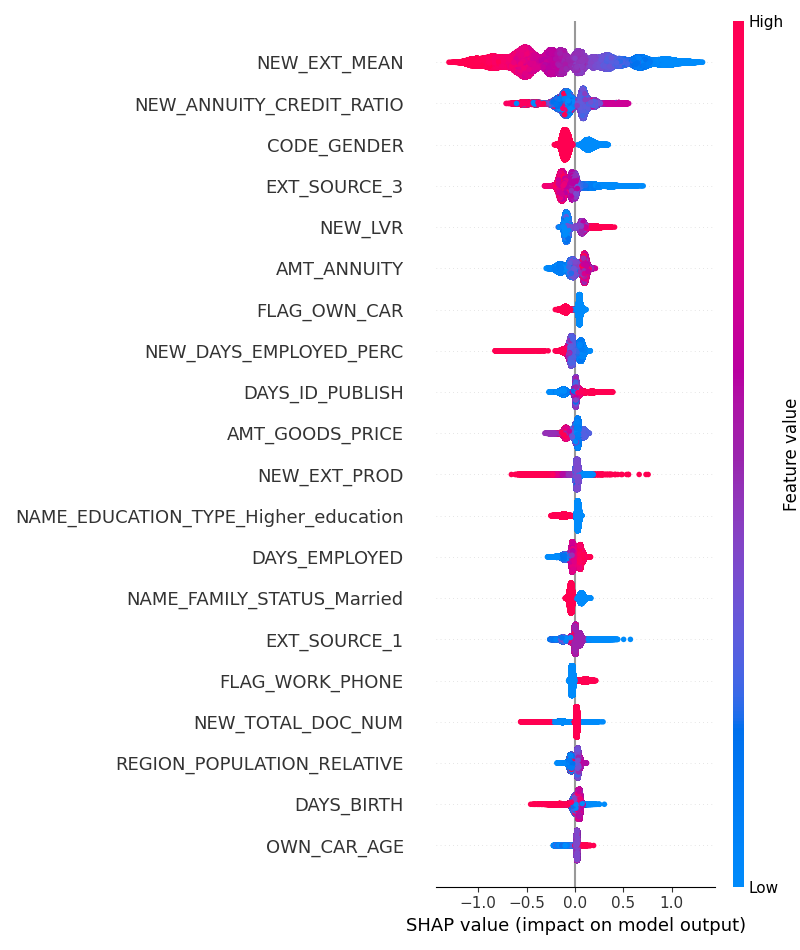 High
NEW_EXT_MEAN
NEW_ANNUITY_CREDIT_RATIO
CODE_GENDER
EXT_SOURCE_3
NEW_LVR
AMT_ANNUITY
FLAG_OWN_CAR
NEW_DAYS_EMPLOYED_PERC
DAYS_ID_PUBLISH
AMT_GOODS_PRICE
NEW_EXT_PROD
NAME_EDUCATION_TYPE_Higher_education
DAYS_EMPLOYED
NAME_FAMILY_STATUS_Married
EXT_SOURCE_1
FLAG_WORK_PHONE
NEW_TOTAL_DOC_NUM
REGION_POPULATION_RELATIVE
DAYS_BIRTH
OWN_CAR_AGE
Feature value
Low
−1.0 −0.5 0.0 0.5 1.0
SHAP value (impact on model output)